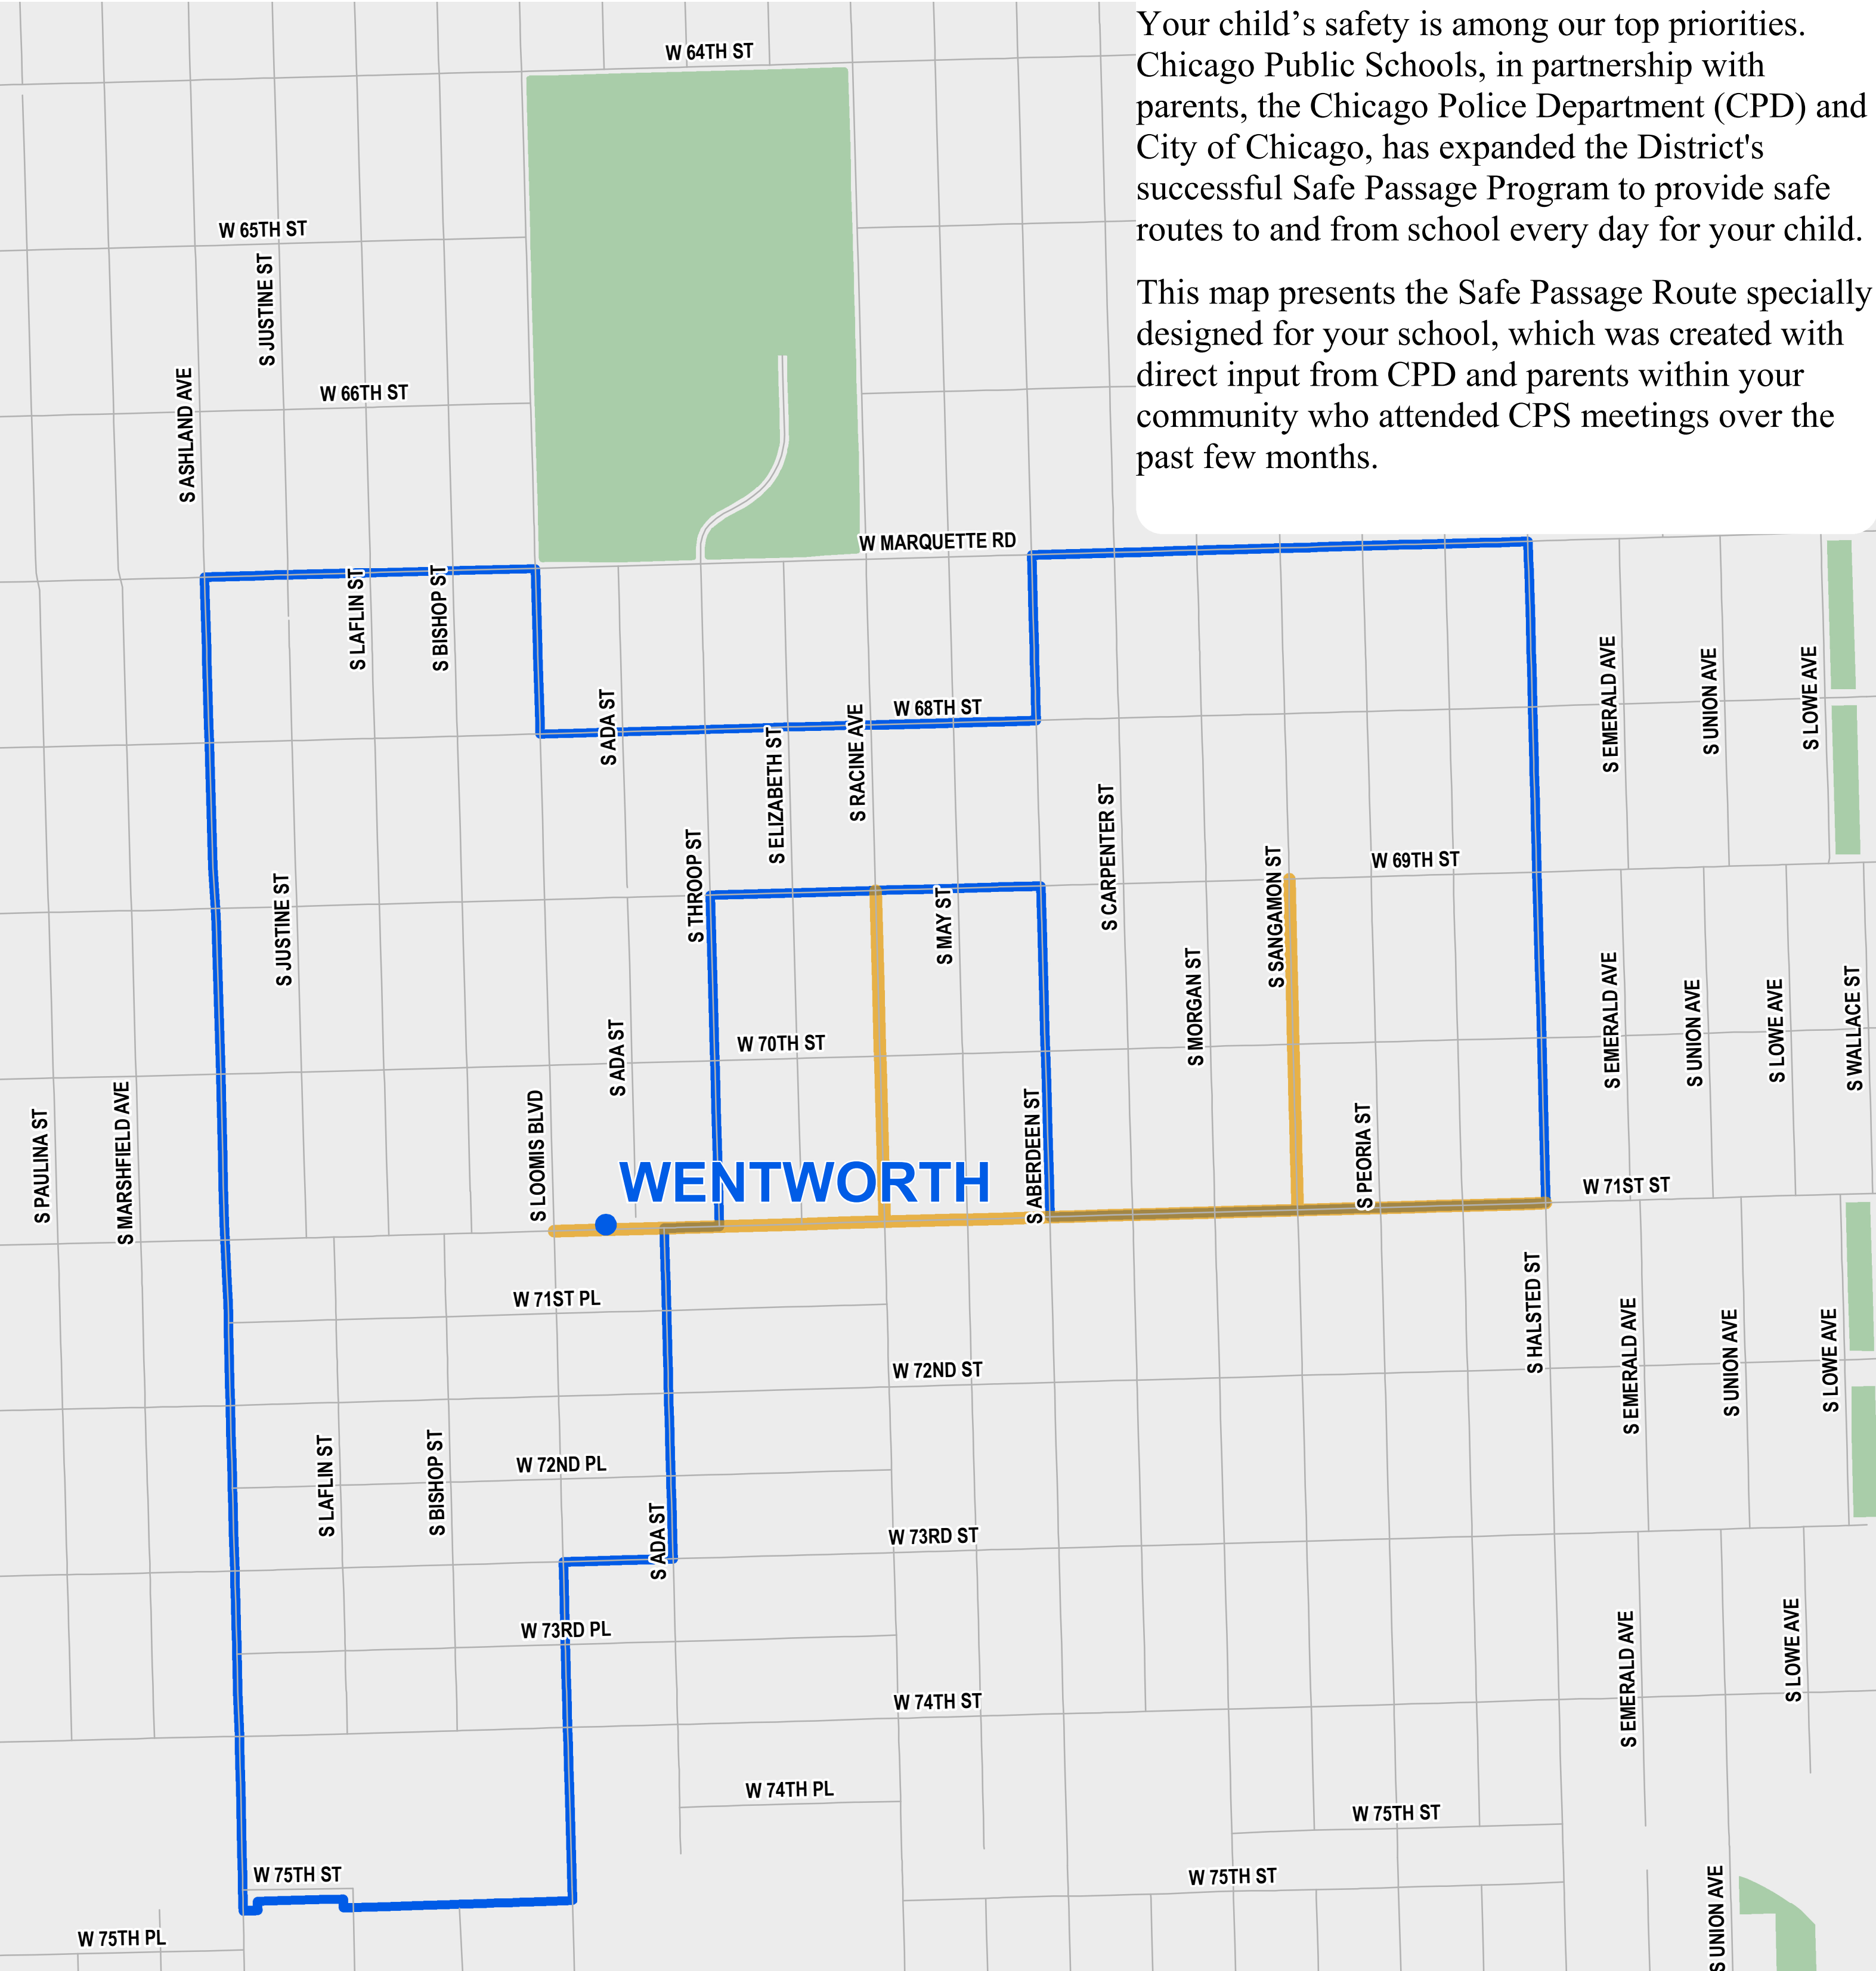 Your child’s safety is among our top priorities.
Chicago Public Schools, in partnership with
parents, the Chicago Police Department (CPD) and
City of Chicago, has expanded the District's
successful Safe Passage Program to provide safe
routes to and from school every day for your child.
This map presents the Safe Passage Route specially
designed for your school, which was created with
direct input from CPD and parents within your
community who attended CPS meetings over the
past few months.
W 64TH ST
W 65TH ST
S JUSTINE ST
W 66TH ST
S ASHLAND AVE
W MARQUETTE RD
S LAFLIN ST
S BISHOP ST
S EMERALD AVE
S UNION AVE
S LOWE AVE
S ADA ST
W 68TH ST
S ELIZABETH ST
S RACINE AVE
S CARPENTER ST
S THROOP ST
S SANGAMON ST
W 69TH ST
S JUSTINE ST
S MAY ST
S MORGAN ST
S EMERALD AVE
S UNION AVE
S LOWE AVE
S WALLACE ST
W 70TH ST
S ADA ST
S PAULINA ST
S MARSHFIELD AVE
S LOOMIS BLVD
S ABERDEEN ST
S PEORIA ST
WENTWORTH
W 71ST ST
W 71ST PL
S HALSTED ST
S EMERALD AVE
S UNION AVE
S LOWE AVE
W 72ND ST
S LAFLIN ST
S BISHOP ST
W 72ND PL
S ADA ST
W 73RD ST
W 73RD PL
S EMERALD AVE
S LOWE AVE
W 74TH ST
W 74TH PL
W 75TH ST
W 75TH ST
W 75TH ST
S UNION AVE
W 75TH PL